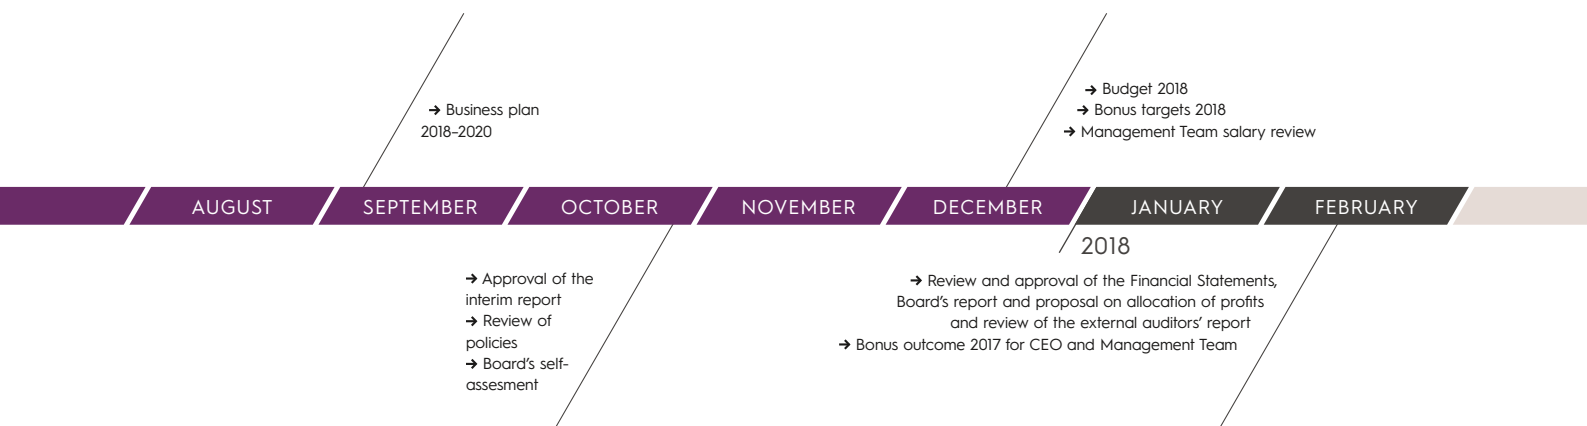 → Business plan
2018–2020
→ Budget 2018
→ Bonus targets 2018
→ Management Team salary review
AUGUST
SEPTEMBER
OCTOBER
NOVEMBER
DECEMBER
JANUARY
FEBRUARY
2018
→ Approval of the
interim report
→ Review of
policies
→ Board’s self-
assesment
→ Review and approval of the Financial Statements,
Board’s report and proposal on allocation of profits
and review of the external auditors’ report
→ Bonus outcome 2017 for CEO and Management Team